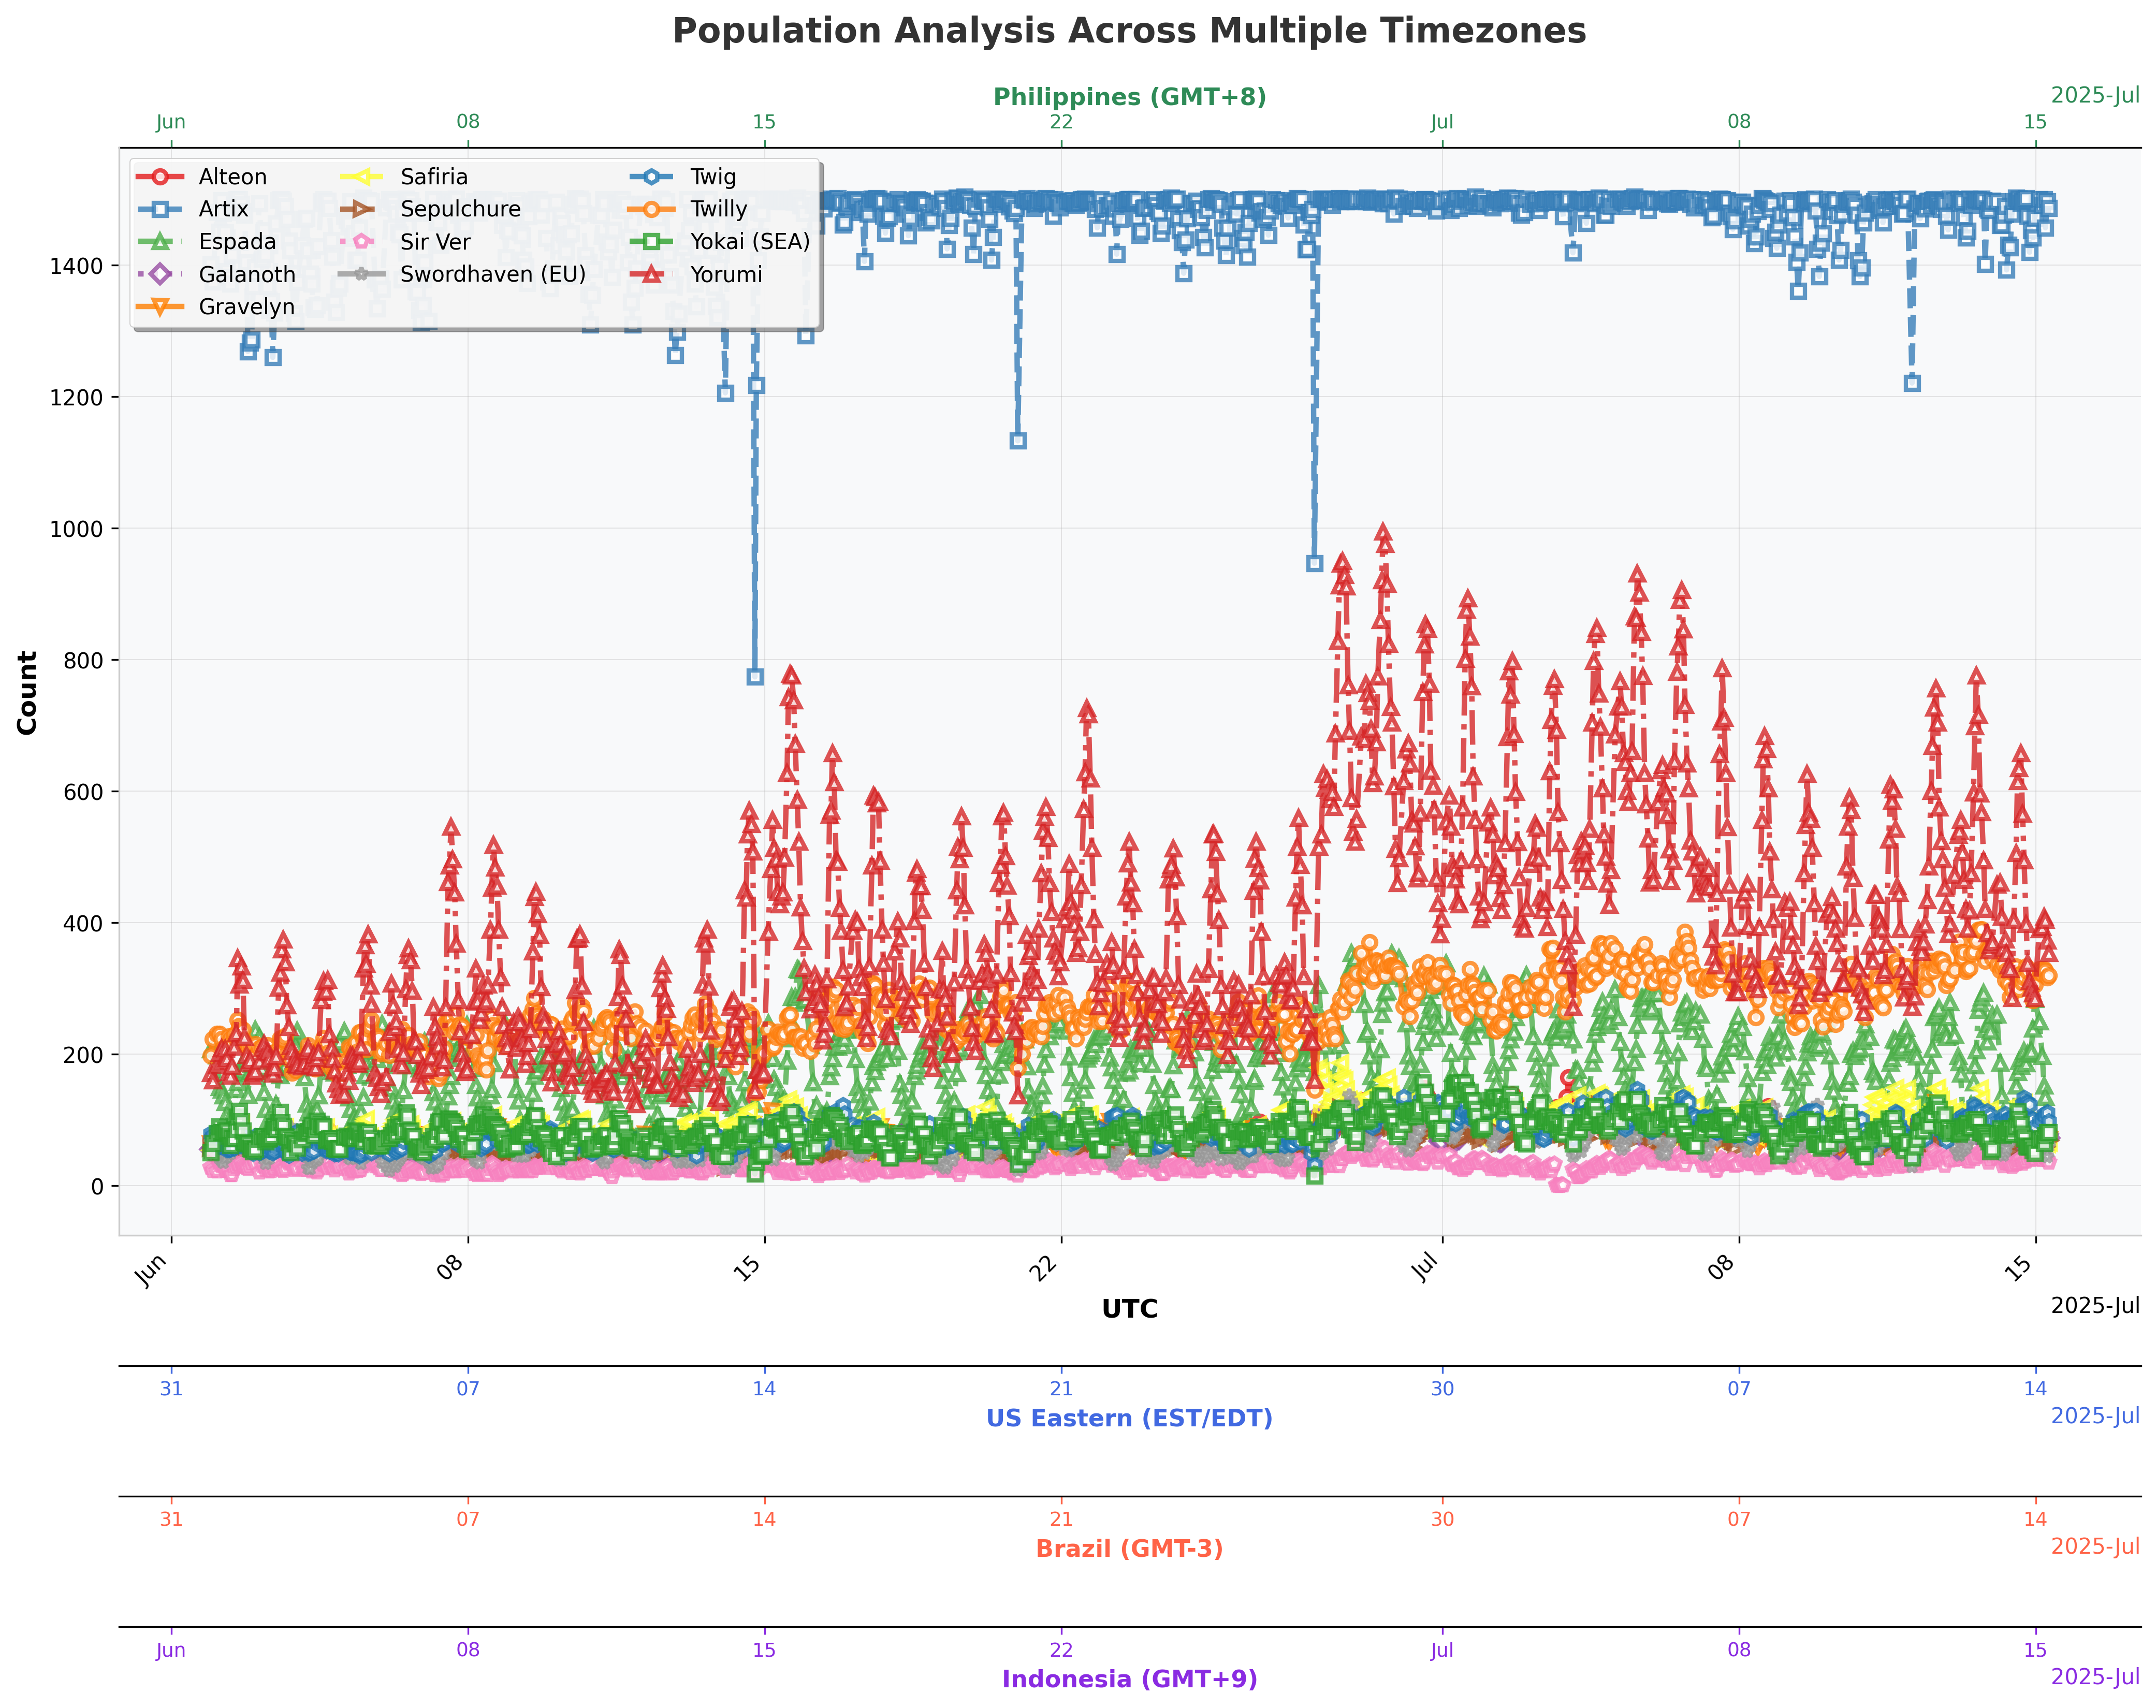 Population Analysis Across Multiple Timezones
Philippines (GMT+8)
2025-Jul
Jun 08 15 22 Jul 08 15
Alteon Safiria Twig
Artix Sepulchure Twilly
Espada Sir Ver Yokai (SEA)
Galanoth Swordhaven (EU) Yorumi
Gravelyn
Count
1400
1200
1000
800
600
400
200
0
Jun 08 15 22 Jul 08 15
UTC
2025-Jul
31 07 14 21 30 07 14
US Eastern (EST/EDT)
2025-Jul
31 07 14 21 30 07 14
Brazil (GMT-3)
2025-Jul
Jun 08 15 22 Jul 08 15
Indonesia (GMT+9)
2025-Jul